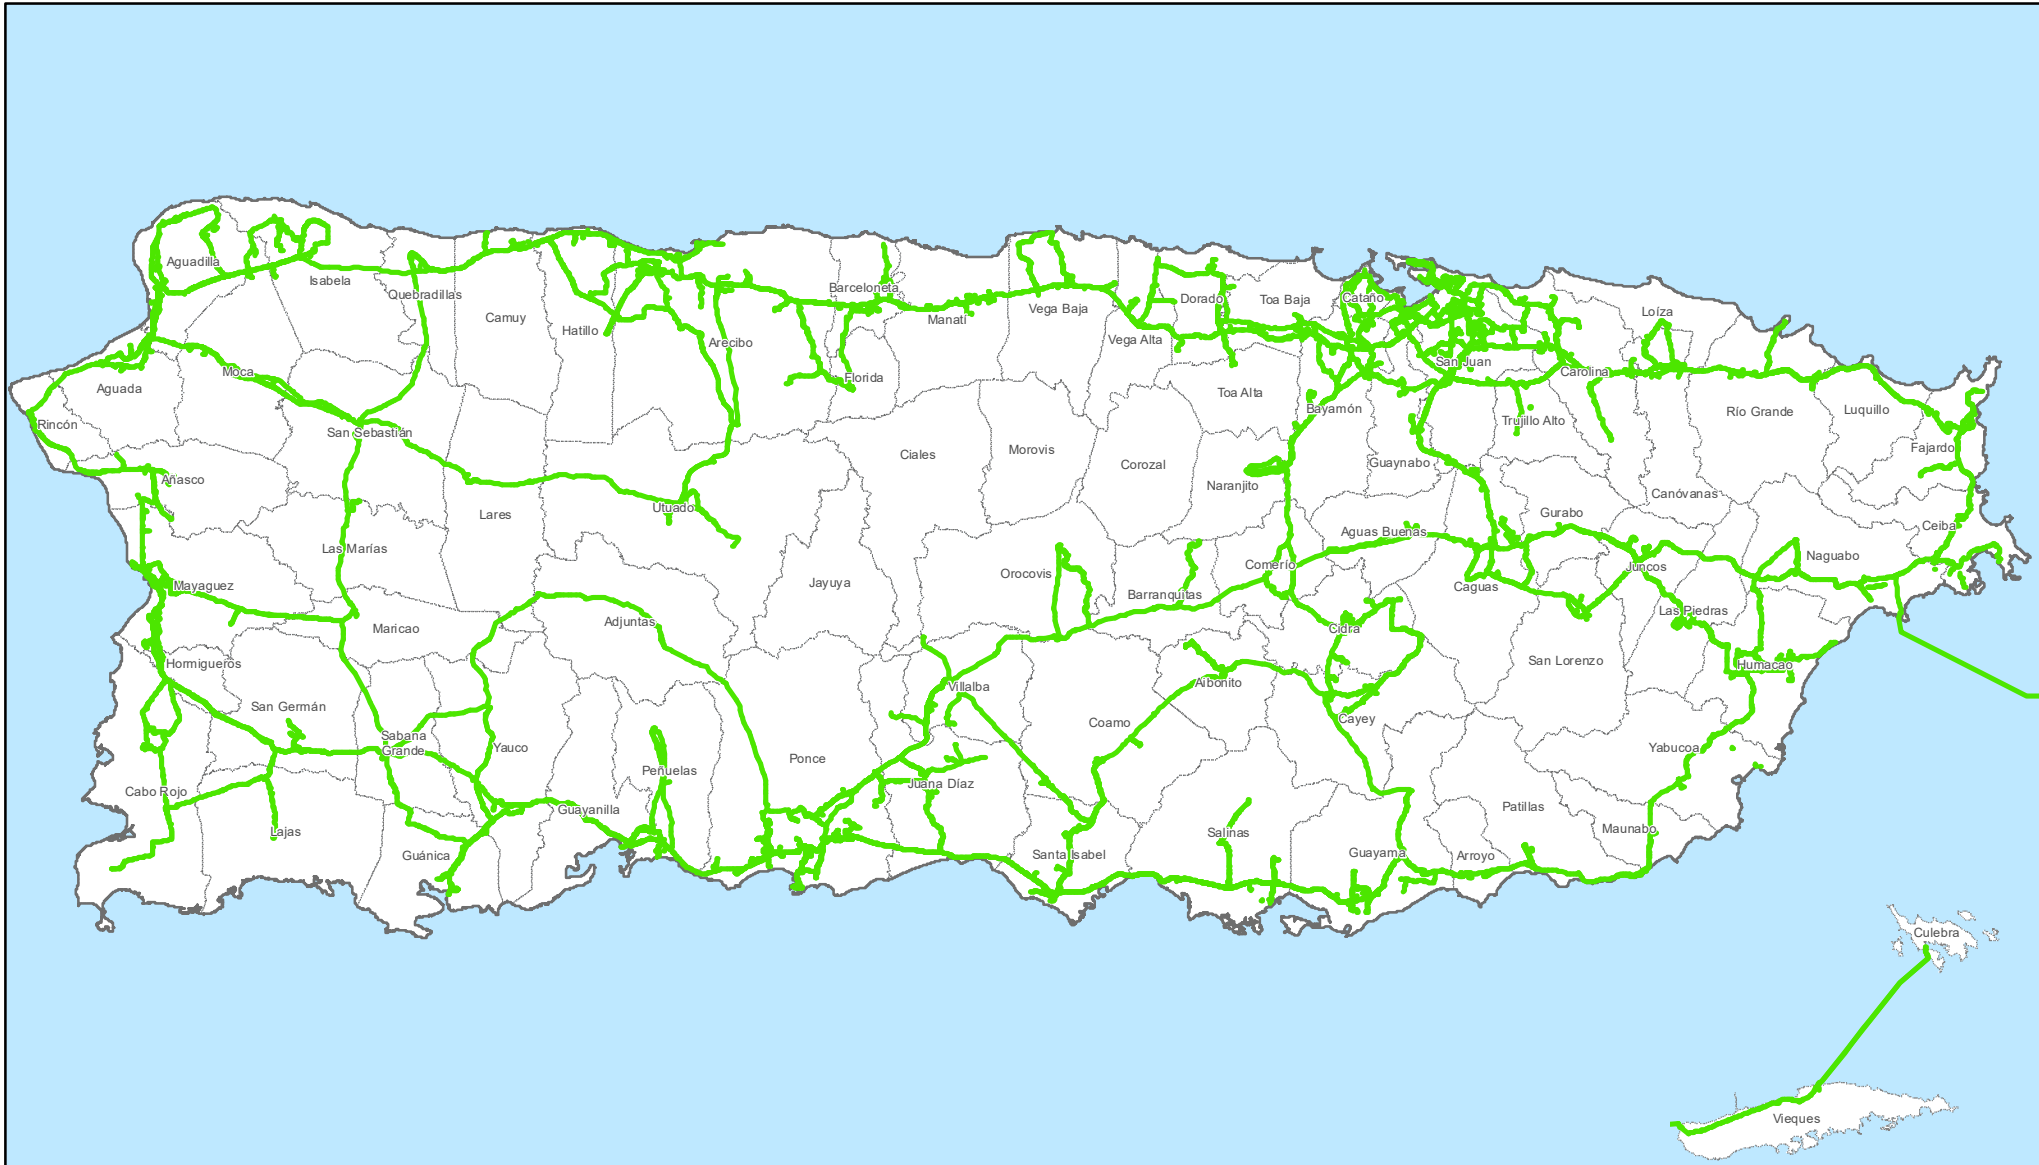 Aguadilla
Isabela
Quebradillas
Camuy
Hatillo
Arecibo
Barceloneta
Manatí
Florida
Vega Baja
Vega Alta
Dorado
Toa Baja
Cataño
San Juan
Carolina
Loíza
Moca
Aguada
Rincón
San Sebastián
Añasco
Toa Alta
Bayamón
Trujillo Alto
Río Grande
Luquillo
Fajardo
Ciales
Morovis
Corozal
Naranjito
Guaynabo
Canóvanas
Lares
Utuado
Gurabo
Ceiba
Las Marías
Aguas Buenas
Naguabo
Mayaguez
Jayuya
Orocovis
Barranquitas
Comerío
Caguas
Juncos
Las Piedras
Maricao
Adjuntas
Cidra
Hormigueros
San Lorenzo
Humacao
San Germán
Villalba
Aibonito
Coamo
Cayey
Sabana
Grande
Yauco
Ponce
Yabucoa
Cabo Rojo
Peñuelas
Juana Díaz
Guayanilla
Patillas
Lajas
Salinas
Maunabo
Guánica
Santa Isabel
Guayama
Arroyo
Culebra
Vieques